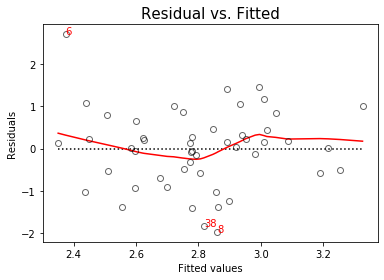 Residual vs. Fitted
6
2
1
0
−1
−2
Residuals
38
8
2.4 2.6 2.8 3.0 3.2
Fitted values